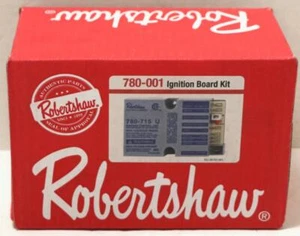 Robertshaw
AUTHENTIC PARTS
Robertshaw
SEAL OF APPROVAL
780-001 Ignition Board Kit
780-715 U
Robertshaw®